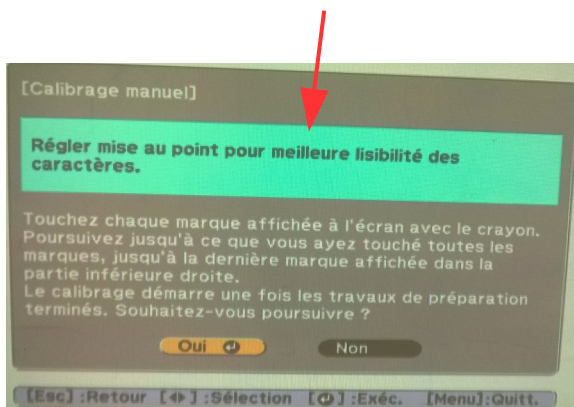 [Calibrage manuel]
Régler mise au point pour meilleure lisibilité des
caractères.
Touchez chaque marque affichée à l'écran avec le crayon.
Poursuivez jusqu'à ce que vous ayez touché toutes les
marques, jusqu'à la dernière marque affichée dans la
partie inférieure droite.
Le calibrage démarre une fois les travaux de préparation
terminés. Souhaitez-vous poursuivre ?
Oui Non
[Esc] :Retour [◀▶] :Sélection [↵] :Exéc. [Menu]:Quitt.